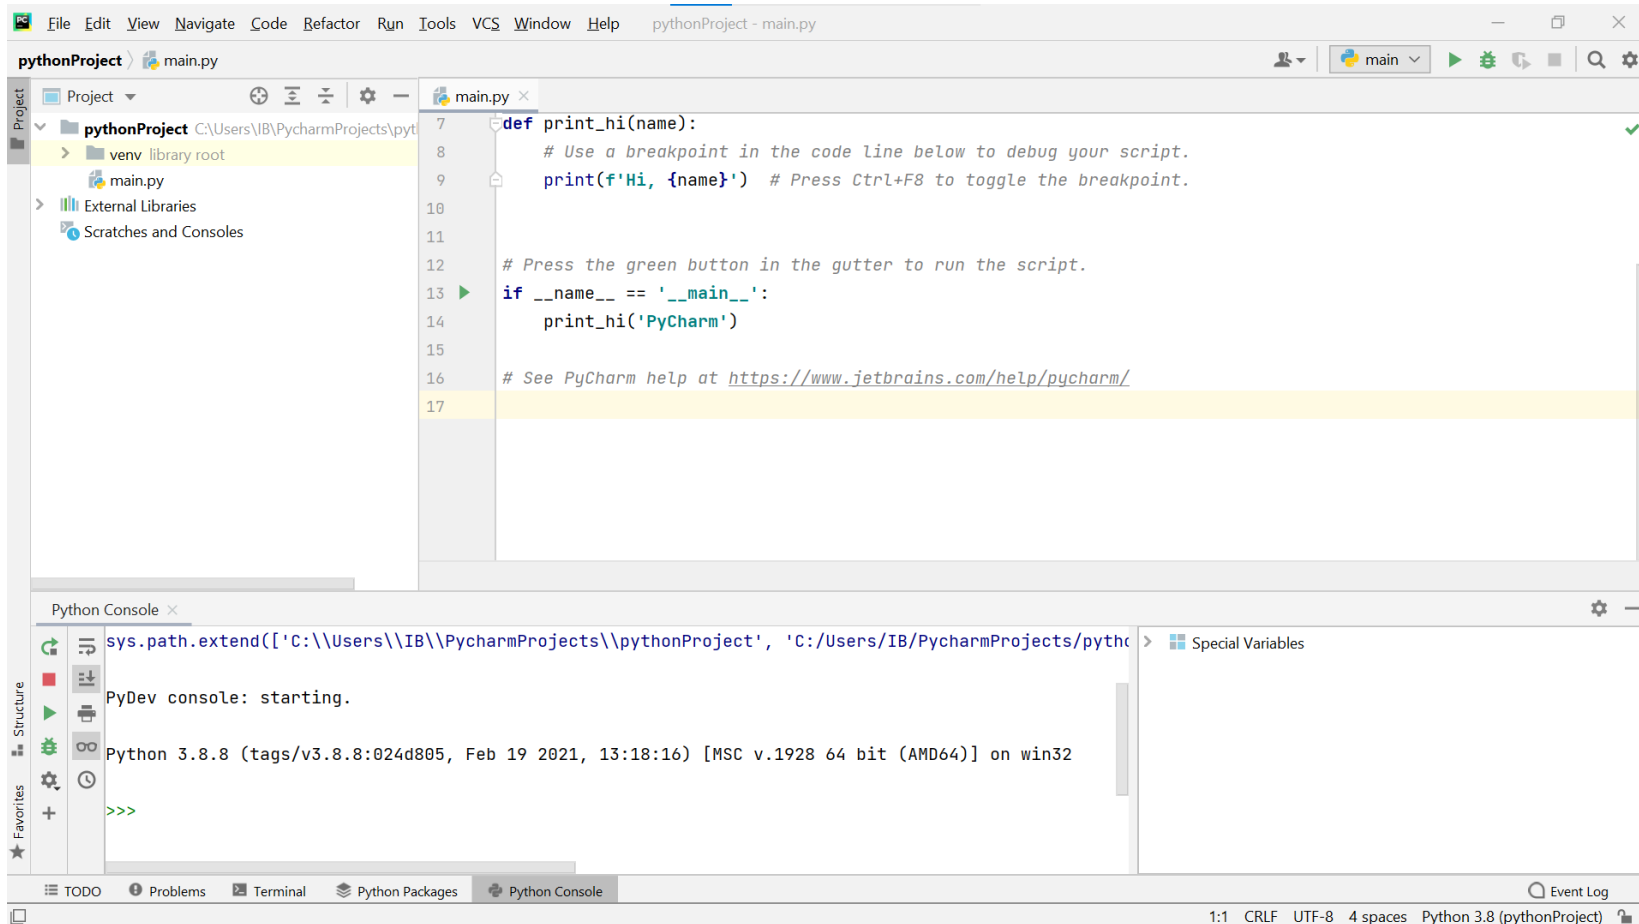 PC File Edit View Navigate Code Refactor Run Tools VCS Window Help pythonProject - main.py
pythonProject main.py main
Project
Project main.py
pythonProject C:\Users\IB\PycharmProjects\pyt
venv library root
main.py
External Libraries
Scratches and Consoles
7 def print_hi(name):
8 # Use a breakpoint in the code line below to debug your script.
9 print(f'Hi, {name}') # Press Ctrl+F8 to toggle the breakpoint.
10
11
12 # Press the green button in the gutter to run the script.
13 if __name__ == '__main__':
14 print_hi('PyCharm')
15
16 # See PyCharm help at https://www.jetbrains.com/help/pycharm/
17
Python Console
sys.path.extend(['C:\\Users\\IB\\PycharmProjects\\pythonProject', 'C:/Users/IB/PycharmProjects/pytho
PyDev console: starting.
Python 3.8.8 (tags/v3.8.8:024d805, Feb 19 2021, 13:18:16) [MSC v.1928 64 bit (AMD64)] on win32
>>>
Special Variables
Structure
Favorites
TODO Problems Terminal Python Packages Python Console Event Log
1:1 CRLF UTF-8 4 spaces Python 3.8 (pythonProject)